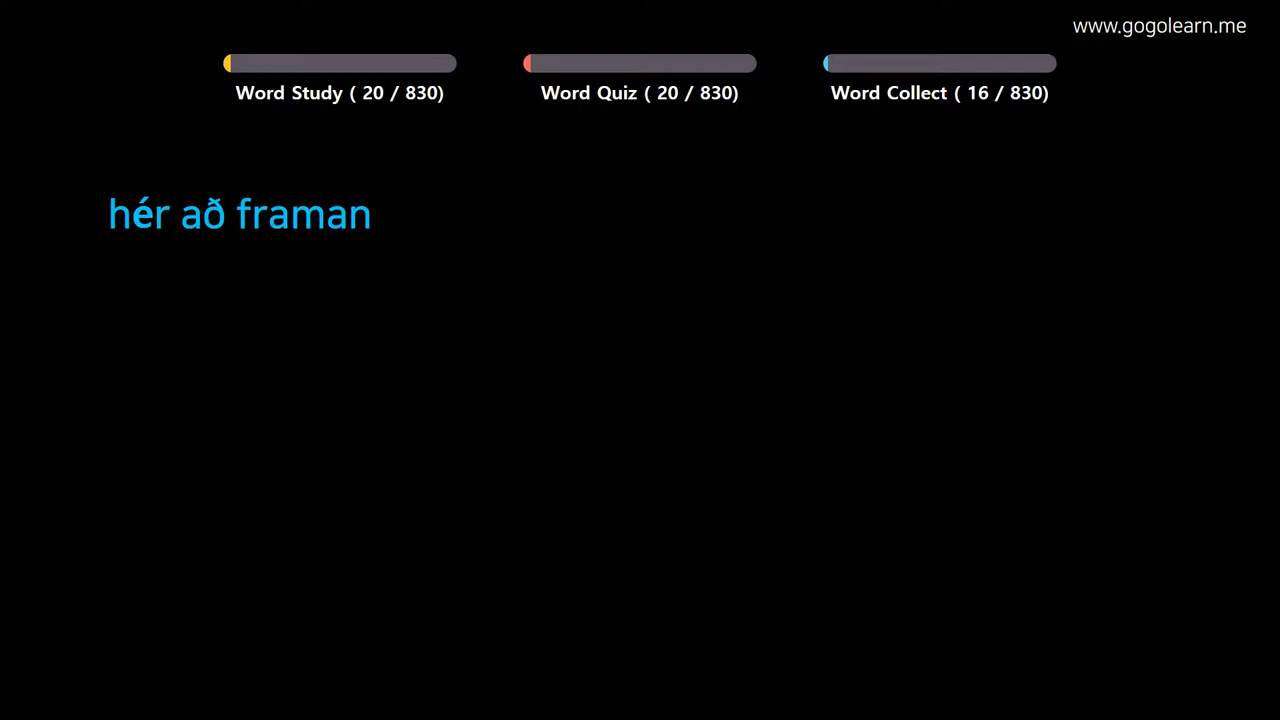 www.gogolearn.me
Word Study ( 20 / 830)
Word Quiz ( 20 / 830)
Word Collect ( 16 / 830)
hér að framan